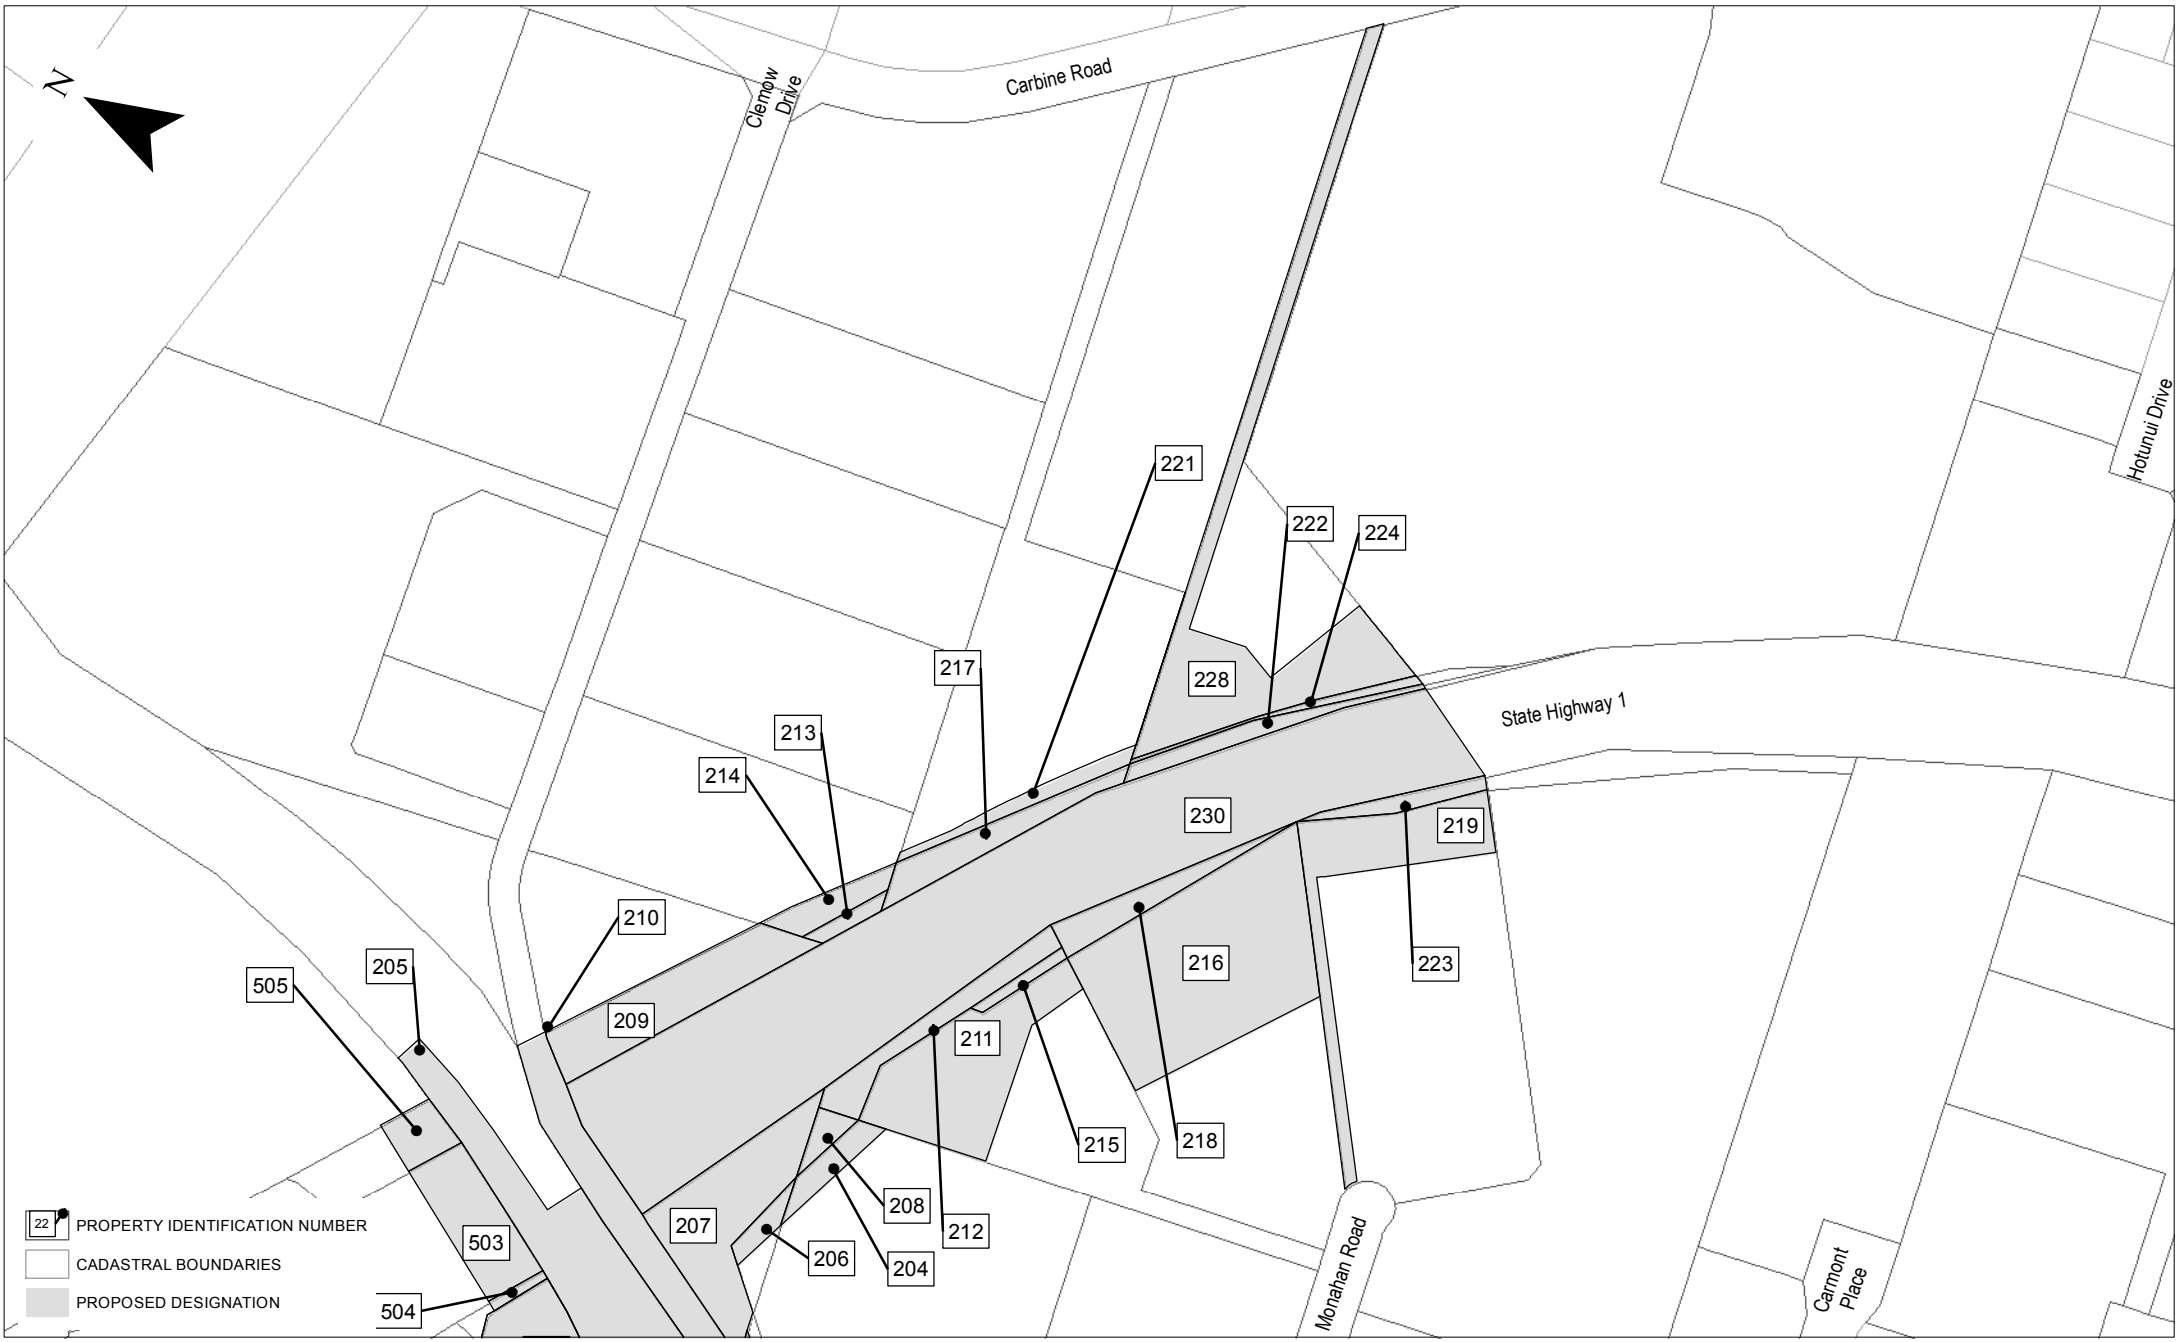 N
Clemow
Drive
Carbine Road
Hotunui Drive
221
222
224
217
228
213
State Highway 1
214
230
219
210
216
223
205
505
209
211
215
218
208
22 PROPERTY IDENTIFICATION NUMBER
207
212
503
206
204
CADASTRAL BOUNDARIES
Monahan Road
Carmont
Place
PROPOSED DESIGNATION
504